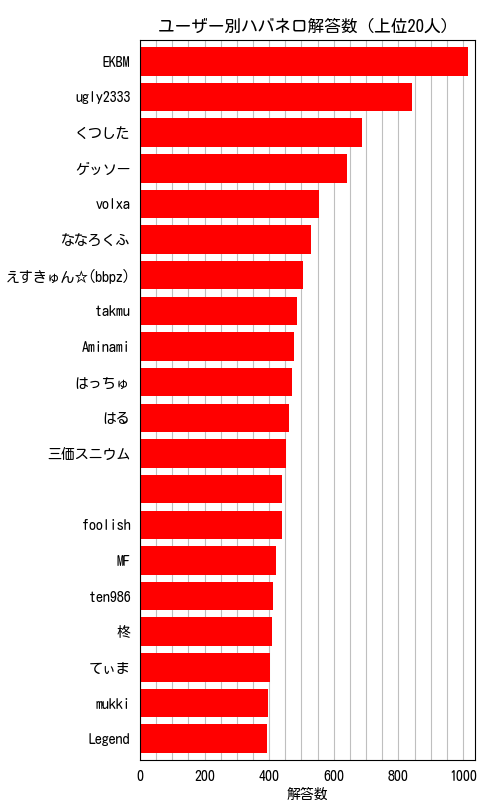 ユーザー別ハバネロ解答数 (上位20人)
EKBM
ugly2333
くつした
ゲッソー
volxa
ななろくふ
えすきゅん☆(bbpz)
takmu
Aminami
はっちゅ
はる
三価スニウム
foolish
MF
ten986
柊
てぃま
mukki
Legend
0 200 400 600 800 1000
解答数